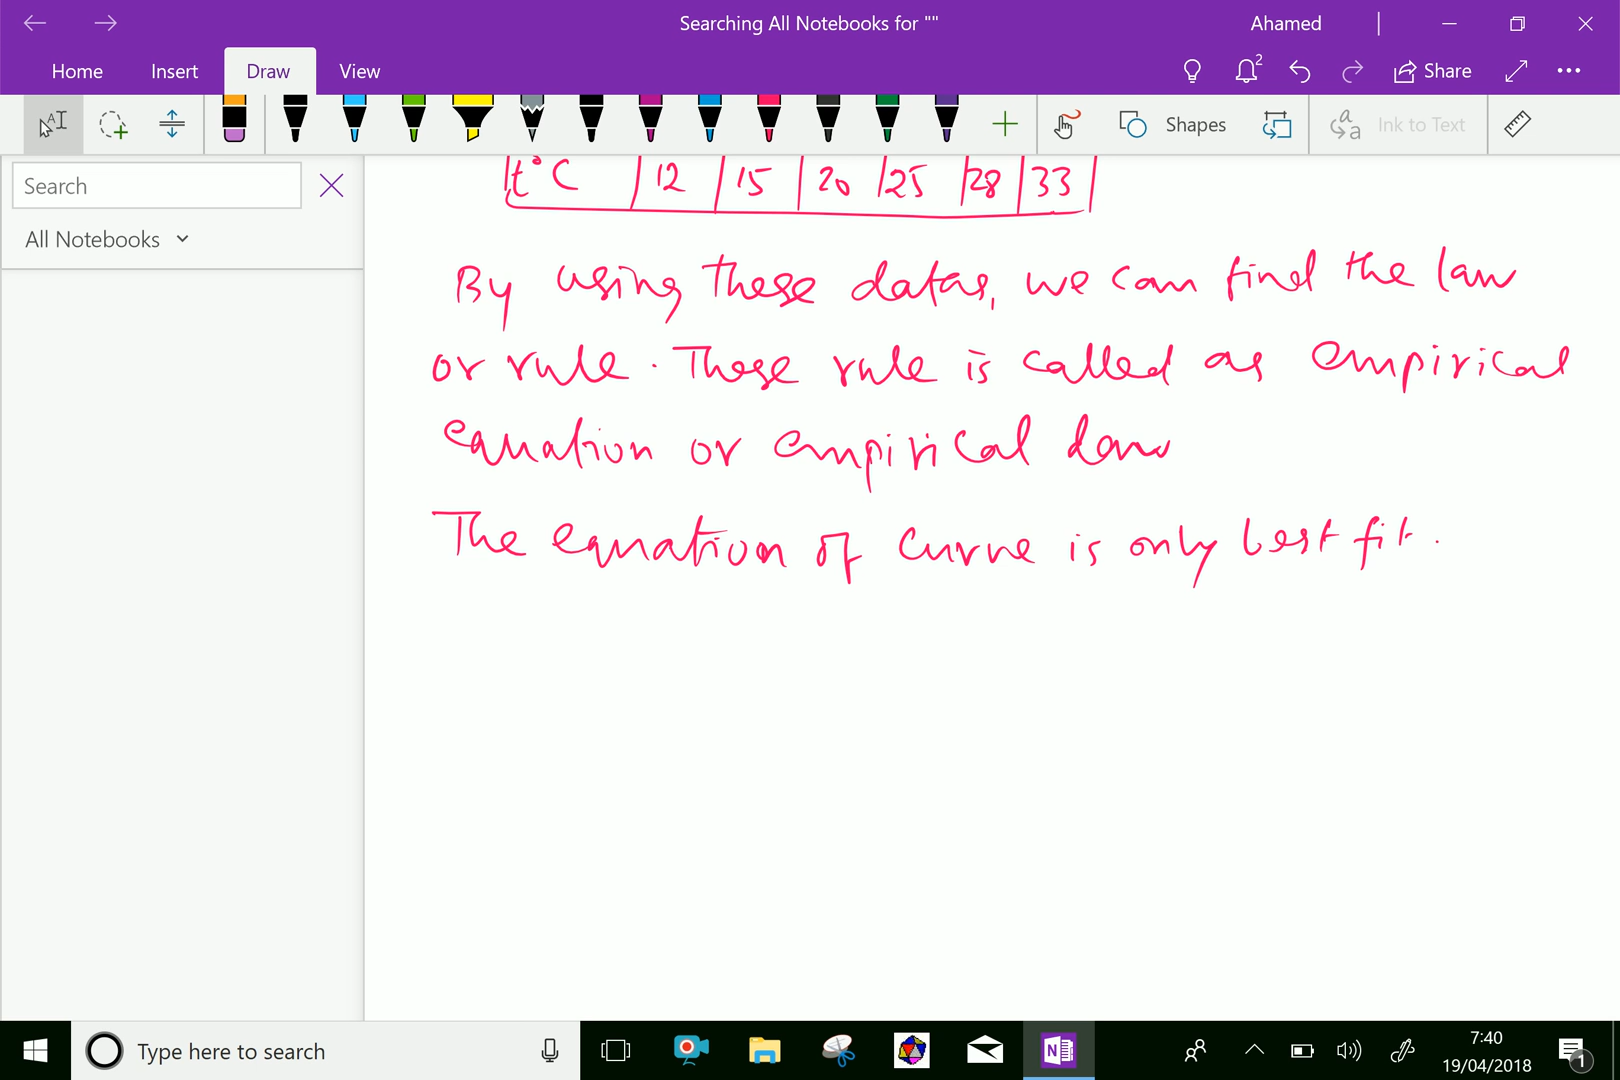 Searching All Notebooks for ""
Ahamed
Home Insert Draw View
2
Share
Shapes
Ink to Text
Search
All Notebooks
t°C | 12 | 15 | 20 | 25 | 28 | 33
By using these datas, we can find the law
or rule. These rule is called as empirical
equation or empirical law
The equation of curve is only best fit.
Type here to search
7:40
19/04/2018
1